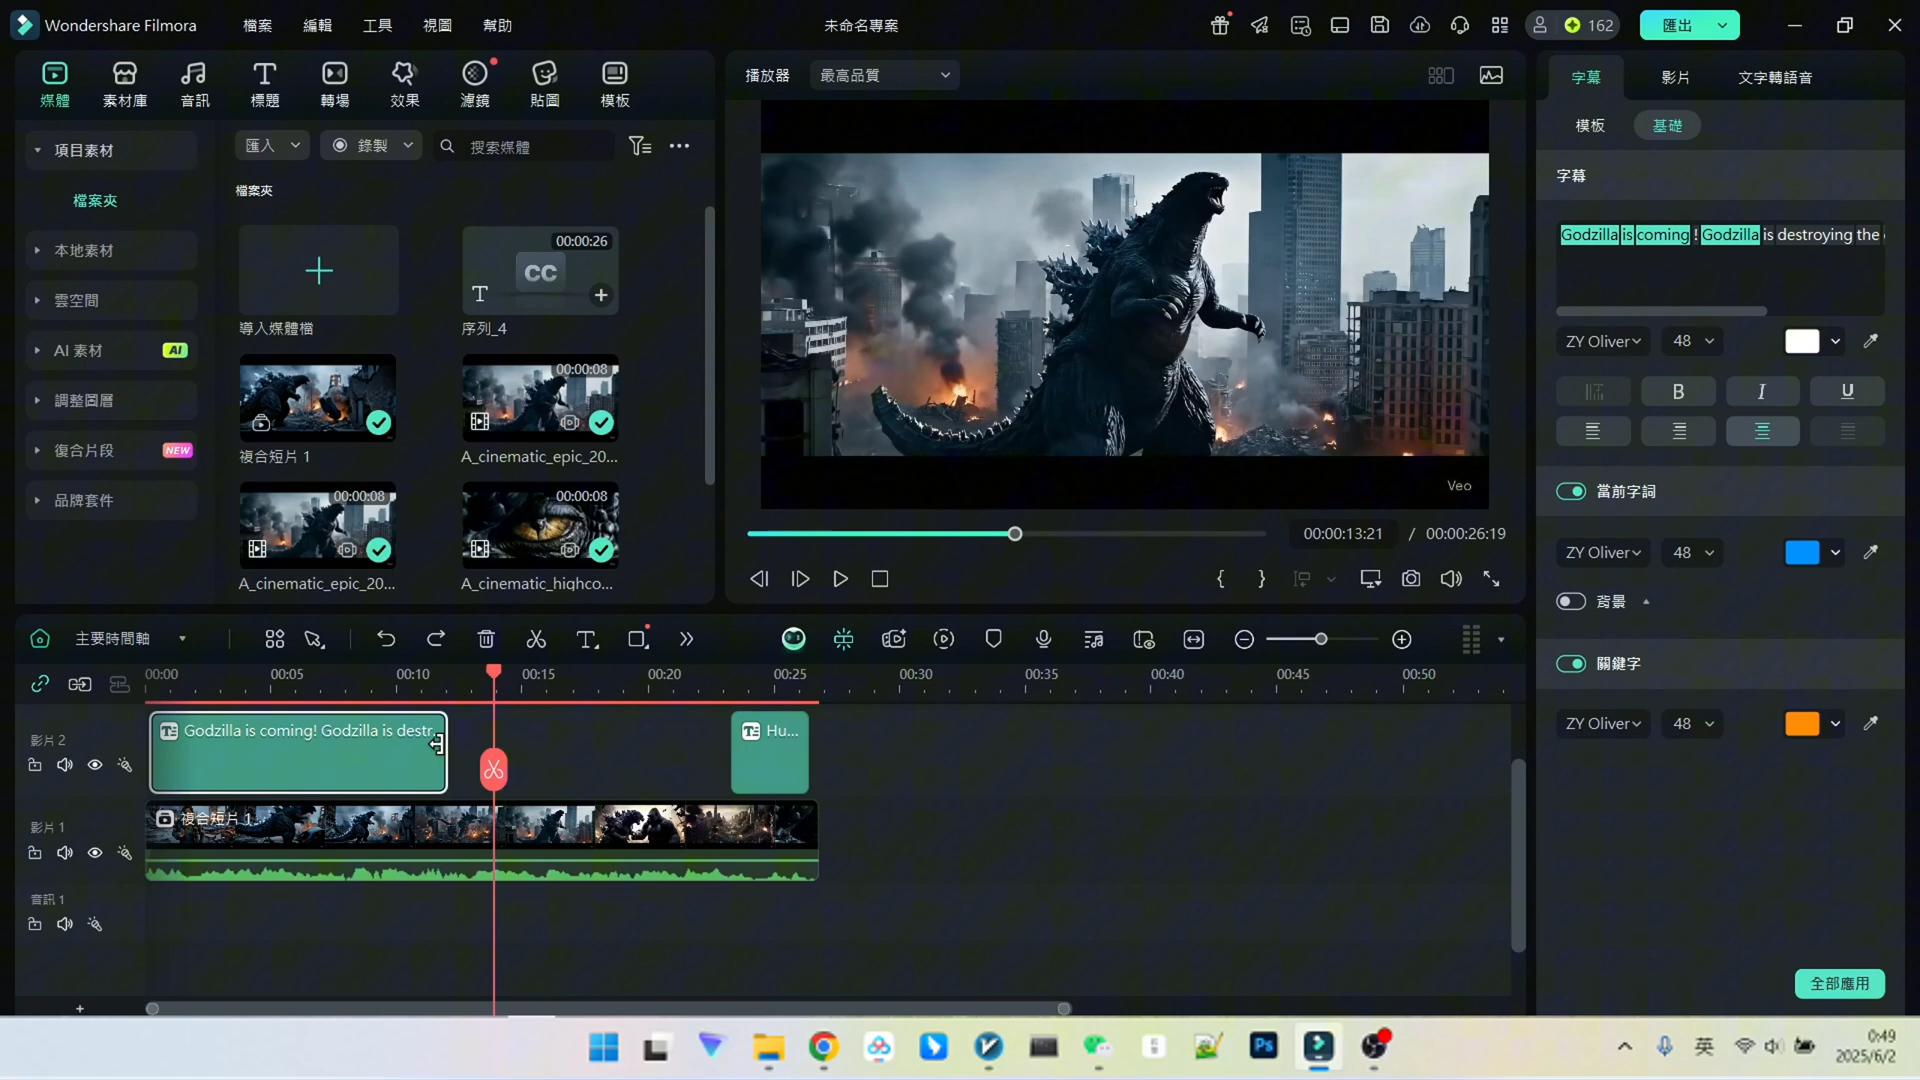 Wondershare Filmora
檔案
編輯
工具
視圖
幫助
未命名專案
162
匯出
媒體
素材庫
音訊
標題
轉場
效果
濾鏡
貼圖
模板
項目素材
檔案夾
本地素材
雲空間
AI 素材
AI
調整圖層
復合片段
NEW
品牌套件
匯入
錄製
搜索媒體
檔案夾
導入媒體檔
00:00:26
CC
序列_4
複合短片 1
00:00:08
A_cinematic_epic_20...
00:00:08
A_cinematic_epic_20...
00:00:08
A_cinematic_highco...
播放器
最高品質
Veo
00:00:13:21
/
00:00:26:19
字幕
影片
文字轉語音
模板
基礎
字幕
Godzilla is coming ! Godzilla is destroying the
ZY Oliver
48
B
I
U
當前字詞
ZY Oliver
48
背景
關鍵字
ZY Oliver
48
全部應用
主要時間軸
00:00
00:05
00:10
00:15
00:20
00:25
00:30
00:35
00:40
00:45
00:50
影片 2
Godzilla is coming! Godzilla is destr...
Hu...
影片 1
複合短片 1
音訊 1
Ps
英
0:49
2025/6/2